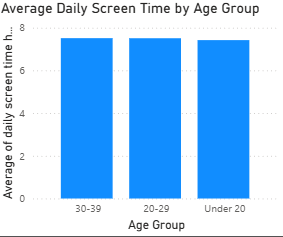 Average Daily Screen Time by Age Group
Average of daily screen time h...
8
6
4
2
0
30-39
20-29
Under 20
Age Group